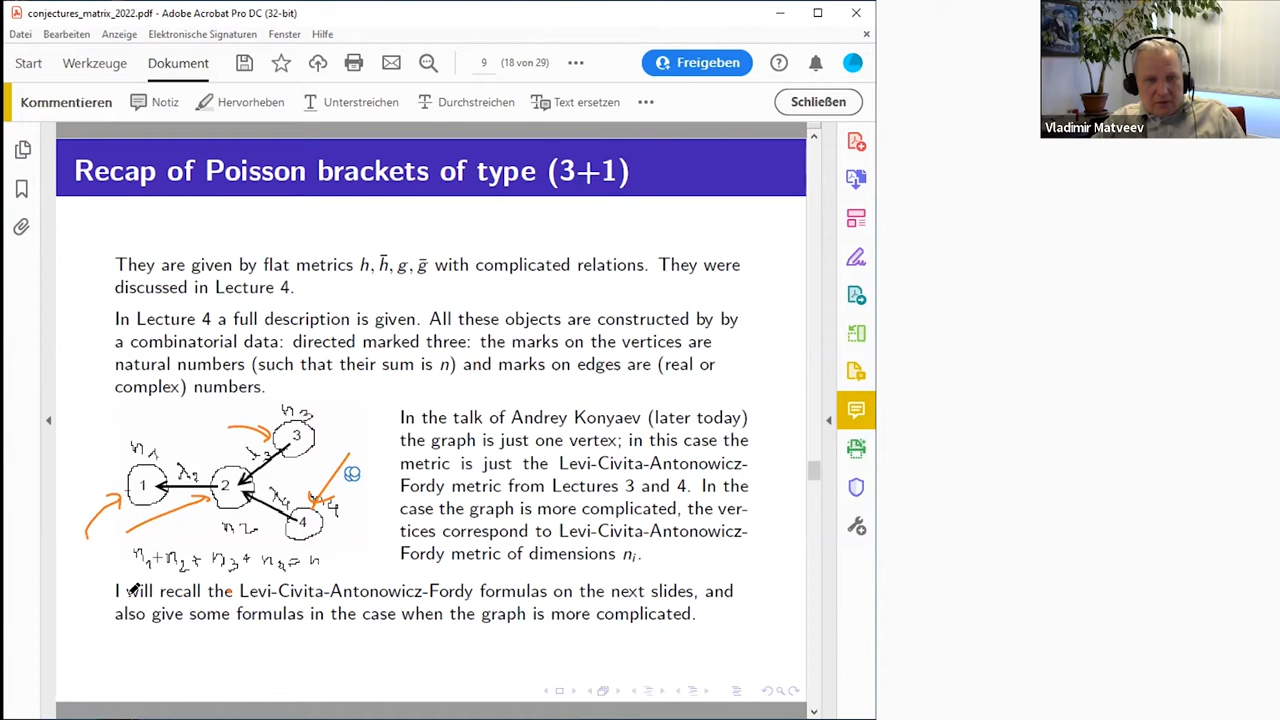 conjectures_matrix_2022.pdf - Adobe Acrobat Pro DC (32-bit)
Datei Bearbeiten Anzeige Elektronische Signaturen Fenster Hilfe
Start Werkzeuge Dokument 9 (18 von 29) Freigeben
Kommentieren Notiz Hervorheben Unterstreichen Durchstreichen Text ersetzen Schließen
Vladimir Matveev
Recap of Poisson brackets of type (3+1)
They are given by flat metrics h, h̄, g, ḡ with complicated relations. They were
discussed in Lecture 4.
In Lecture 4 a full description is given. All these objects are constructed by by
a combinatorial data: directed marked three: the marks on the vertices are
natural numbers (such that their sum is n) and marks on edges are (real or
complex) numbers.
n₃
3
n₁
λ₂
λ₃
1
2
λ₄
n₄
4
n₂
n₁+n₂+n₃+n₄=n
In the talk of Andrey Konyaev (later today)
the graph is just one vertex; in this case the
metric is just the Levi-Civita-Antonowicz-
Fordy metric from Lectures 3 and 4. In the
case the graph is more complicated, the ver-
tices correspond to Levi-Civita-Antonowicz-
Fordy metric of dimensions nᵢ.
I will recall the Levi-Civita-Antonowicz-Fordy formulas on the next slides, and
also give some formulas in the case when the graph is more complicated.